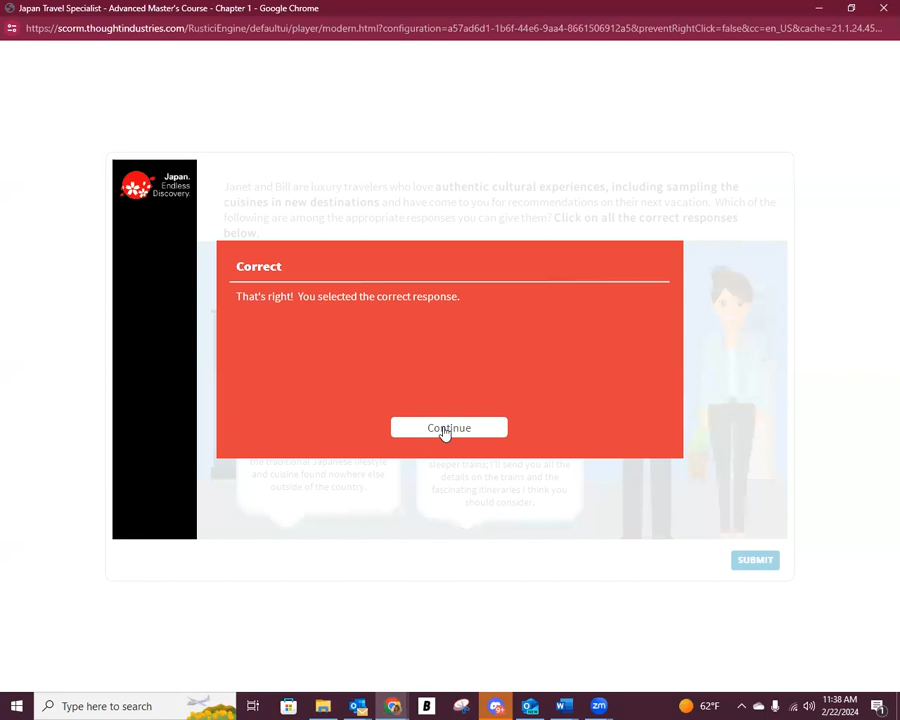 Japan Travel Specialist - Advanced Master's Course - Chapter 1 - Google Chrome
https://scorm.thoughtindustries.com/RusticiEngine/defaultui/player/modern.html?configuration=a57ad6d1-1b6f-44e6-9aa4-8661506912a5&preventRightClick=false&cc=en_US&cache=21.1.24.45...
Japan.
Endless
Discovery.
Janet and Bill are luxury travelers who love authentic cultural experiences, including sampling the
cuisines in new destinations and have come to you for recommendations on their next vacation. Which of the
following are among the appropriate responses you can give them? Click on all the correct responses
below.
Correct
That's right! You selected the correct response.
Continue
the traditional Japanese lifestyle
and cuisine found nowhere else
outside of the country.
sleeper trains; i'll send you all the
details on the trains and the
fascinating itineraries I think you
should consider.
SUBMIT
Type here to search
B
zm
62°F
11:38 AM
2/22/2024